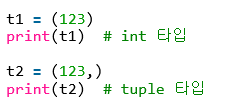 t1 = (123)
print(t1)  # int 타입
t2 = (123,)
print(t2)  # tuple 타입